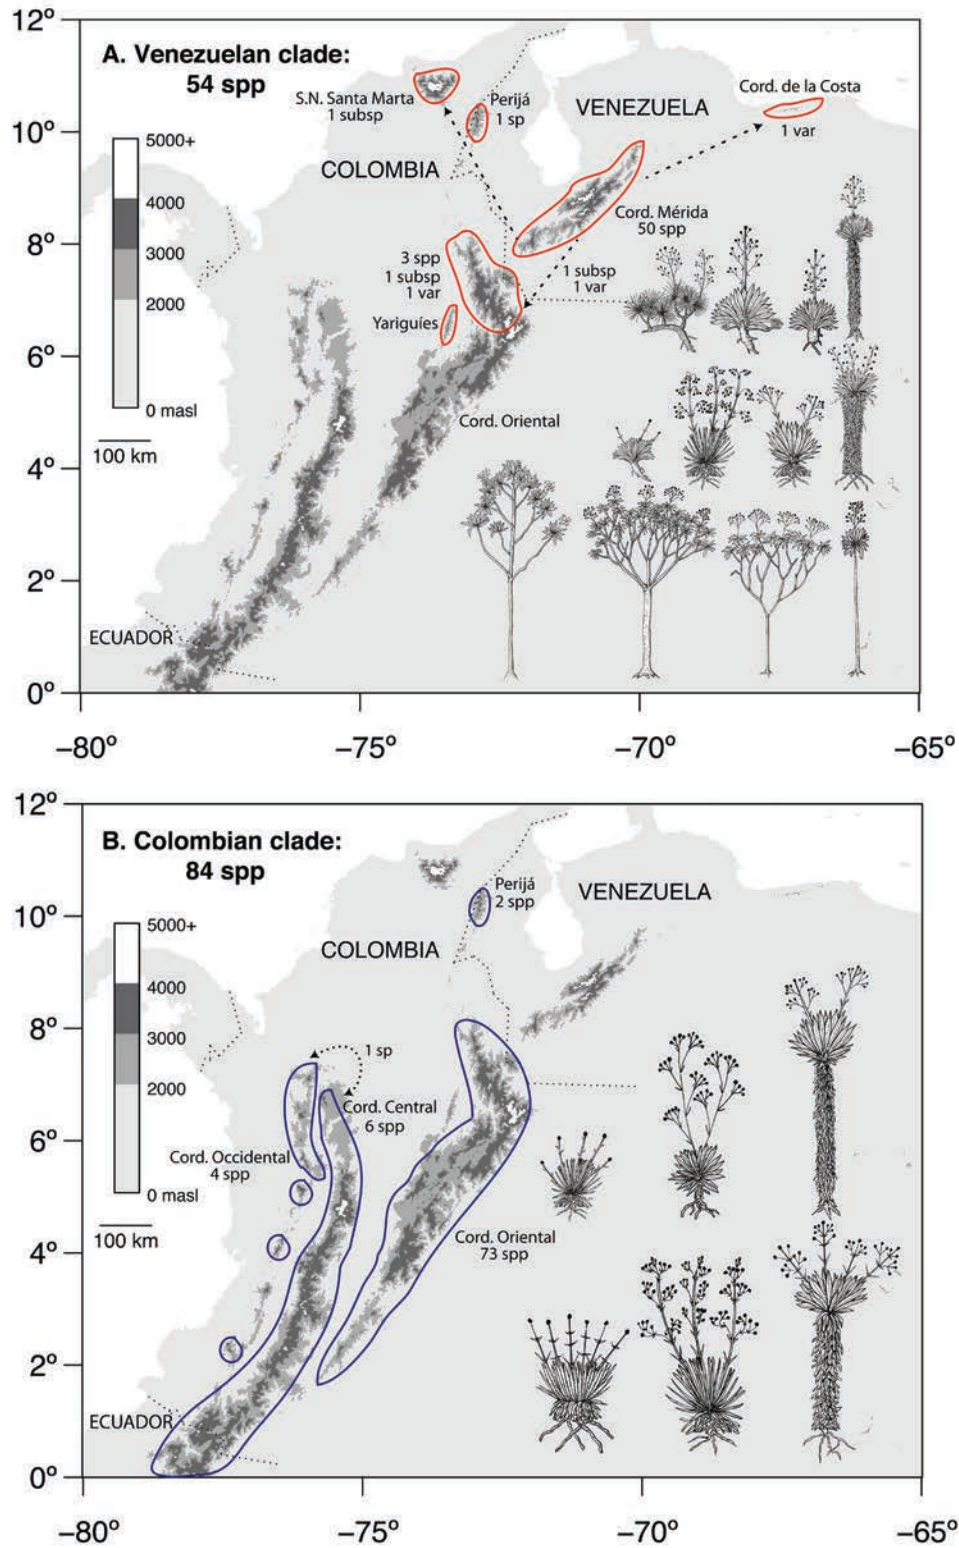 12º
10º
8º
6º
4º
2º
0º
A. Venezuelan clade:
54 spp
S.N. Santa Marta
1 subsp
Perijá
1 sp
VENEZUELA
Cord. de la Costa
1 var
COLOMBIA
5000+
4000
3000
2000
0 masl
100 km
Cord. Mérida
50 spp
3 spp
1 subsp
1 var
1 subsp
1 var
Yariguíes
Cord. Oriental
ECUADOR
−80º
−75º
−70º
−65º
12º
10º
8º
6º
4º
2º
0º
B. Colombian clade:
84 spp
Perijá
2 spp
VENEZUELA
COLOMBIA
5000+
4000
3000
2000
0 masl
100 km
1 sp
Cord. Central
6 spp
Cord. Occidental
4 spp
Cord. Oriental
73 spp
ECUADOR
−80º
−75º
−70º
−65º